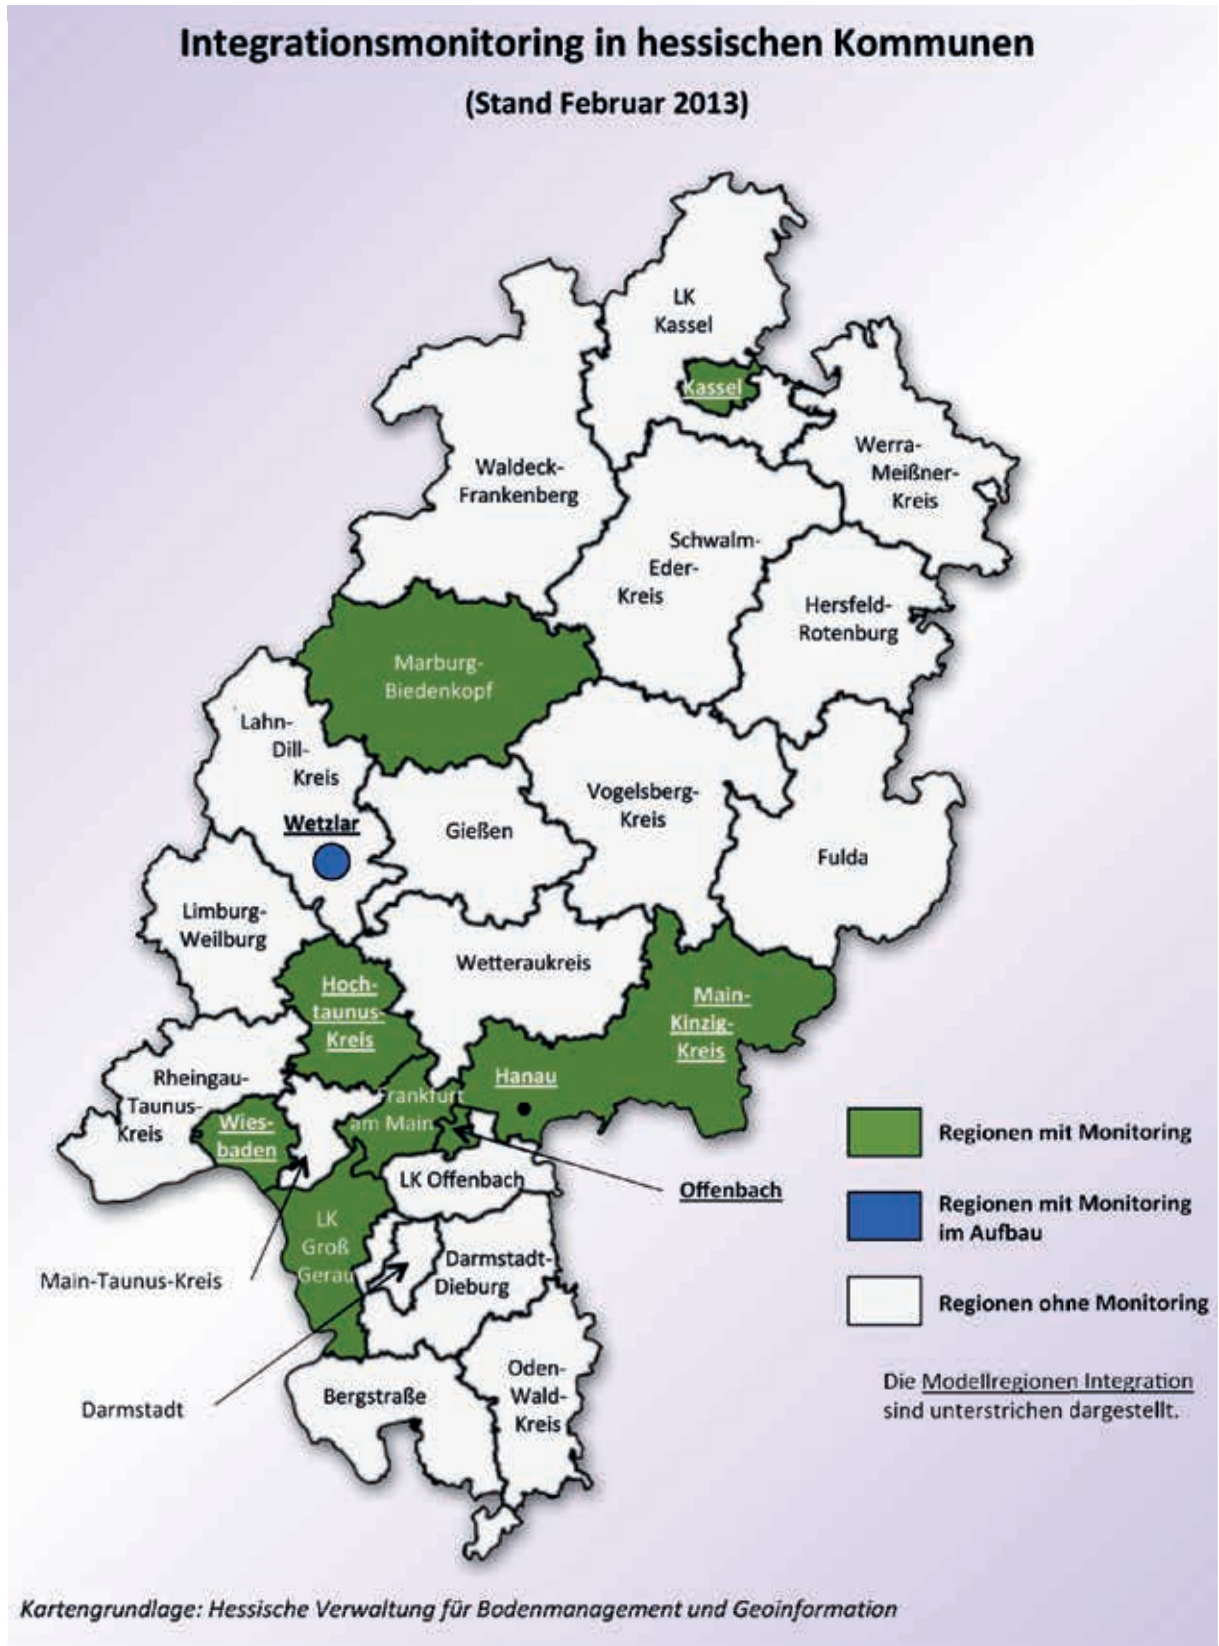 Integrationsmonitoring in hessischen Kommunen
(Stand Februar 2013)
LK
Kassel
Kassel
Werra-
Meißner-
Kreis
Waldeck-
Frankenberg
Schwalm-
Eder-
Kreis
Hersfeld-
Rotenburg
Marburg-
Biedenkopf
Lahn-
Dill-
Kreis
Wetzlar
Gießen
Vogelsberg-
Kreis
Fulda
Limburg-
Weilburg
Wetteraukreis
Hoch-
taunus-
Kreis
Main-
Kinzig-
Kreis
Hanau
Rheingau-
Taunus-
Kreis
Frankfurt
am Main
Wies-
baden
LK Offenbach
Offenbach
LK
Groß
Gerau
Main-Taunus-Kreis
Darmstadt-
Dieburg
Darmstadt
Bergstraße
Oden-
Wald-
Kreis
Regionen mit Monitoring
Regionen mit Monitoring
im Aufbau
Regionen ohne Monitoring
Die Modellregionen Integration
sind unterstrichen dargestellt.
Kartengrundlage: Hessische Verwaltung für Bodenmanagement und Geoinformation